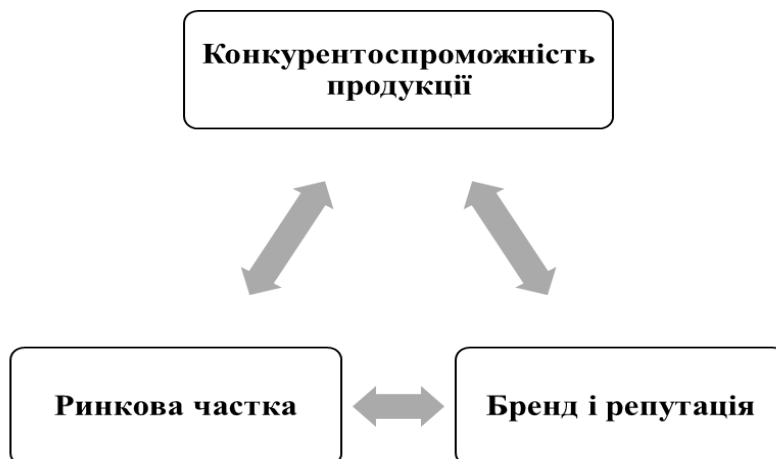 Конкурентоспроможність
продукції
Ринкова частка
Бренд і репутація